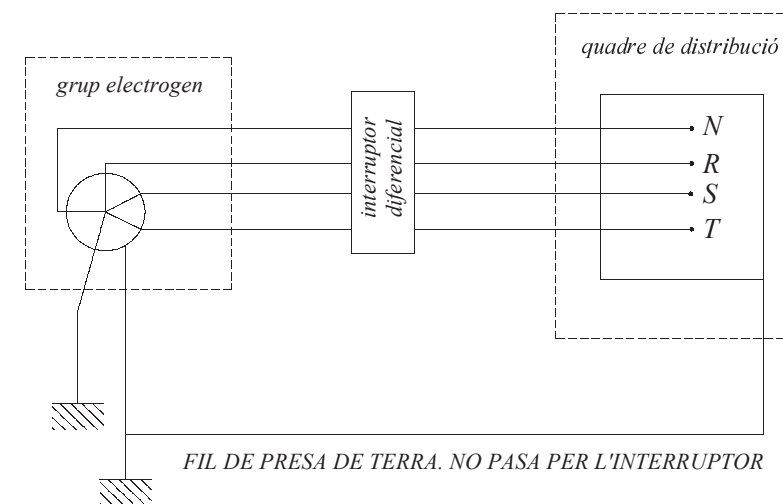 quadre de distribució
grup electrogen
interruptor
diferencial
N
R
S
T
FIL DE PRESA DE TERRA. NO PASA PER L'INTERRUPTOR